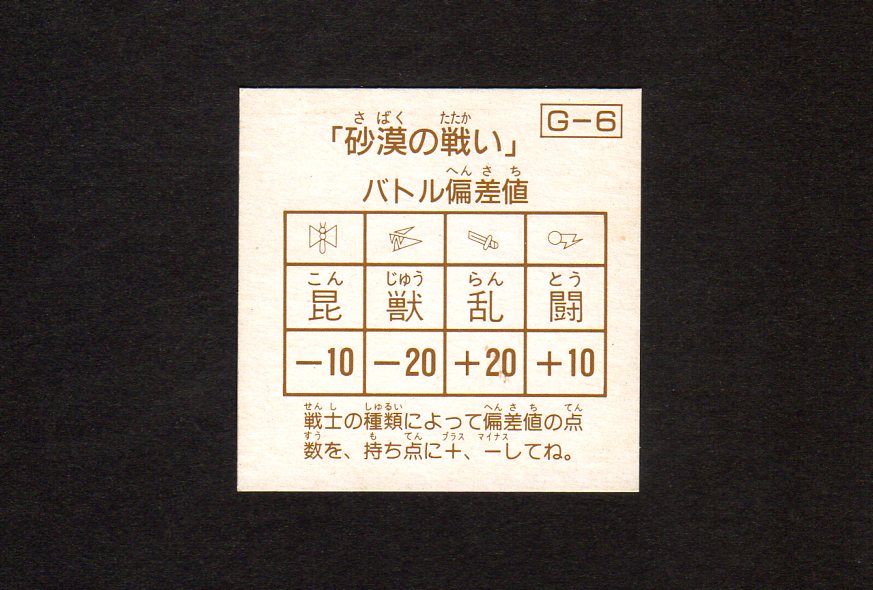 G-6
さばく たたか
「砂漠の戦い」
へんさち
バトル偏差値
こん じゅう らん とう
昆 獣 乱 闘
-10 -20 +20 +10
せんし しゅるい へんさち てん
戦士の種類によって偏差値の点
すう も てん プラス マイナス
数を、持ち点に+、-してね。